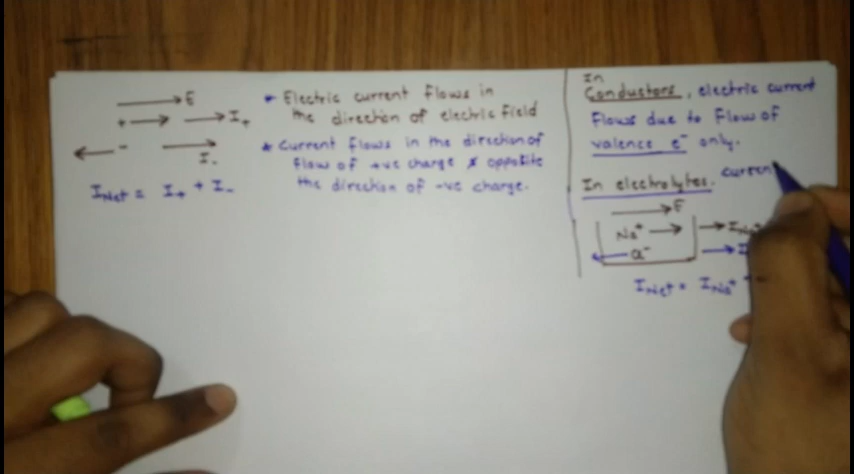 E
+ I+
-
I-
INet = I+ + I-
* Electric current flows in
the direction of electric field
* Current flows in the direction of
flow of +ve charge & opposite
the direction of -ve charge.
In
Conductors, electric current
flows due to flow of
valence e- only.
In electrolytes. current
E
Na+
Cl-
INet = INa+